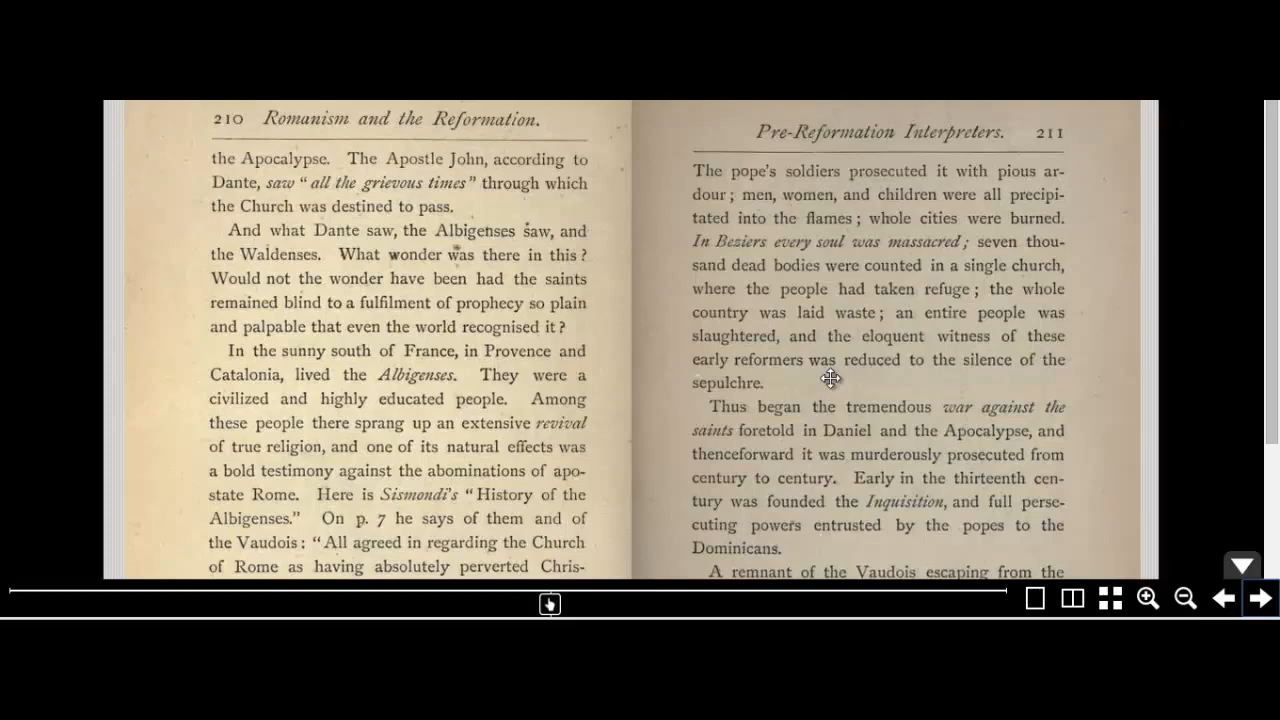 210 Romanism and the Reformation.
the Apocalypse. The Apostle John, according to
Dante, saw “all the grievous times” through which
the Church was destined to pass.
And what Dante saw, the Albigenses saw, and
the Waldenses. What wonder was there in this?
Would not the wonder have been had the saints
remained blind to a fulfilment of prophecy so plain
and palpable that even the world recognised it?
In the sunny south of France, in Provence and
Catalonia, lived the Albigenses. They were a
civilized and highly educated people. Among
these people there sprang up an extensive revival
of true religion, and one of its natural effects was
a bold testimony against the abominations of apo-
state Rome. Here is Sismondi's “History of the
Albigenses.” On p. 7 he says of them and of
the Vaudois: “All agreed in regarding the Church
of Rome as having absolutely perverted Chris-
Pre-Reformation Interpreters. 211
The pope's soldiers prosecuted it with pious ar-
dour; men, women, and children were all precipi-
tated into the flames; whole cities were burned.
In Beziers every soul was massacred; seven thou-
sand dead bodies were counted in a single church,
where the people had taken refuge; the whole
country was laid waste; an entire people was
slaughtered, and the eloquent witness of these
early reformers was reduced to the silence of the
sepulchre.
Thus began the tremendous war against the
saints foretold in Daniel and the Apocalypse, and
thenceforward it was murderously prosecuted from
century to century. Early in the thirteenth cen-
tury was founded the Inquisition, and full perse-
cuting powers entrusted by the popes to the
Dominicans.
A remnant of the Vaudois escaping from the